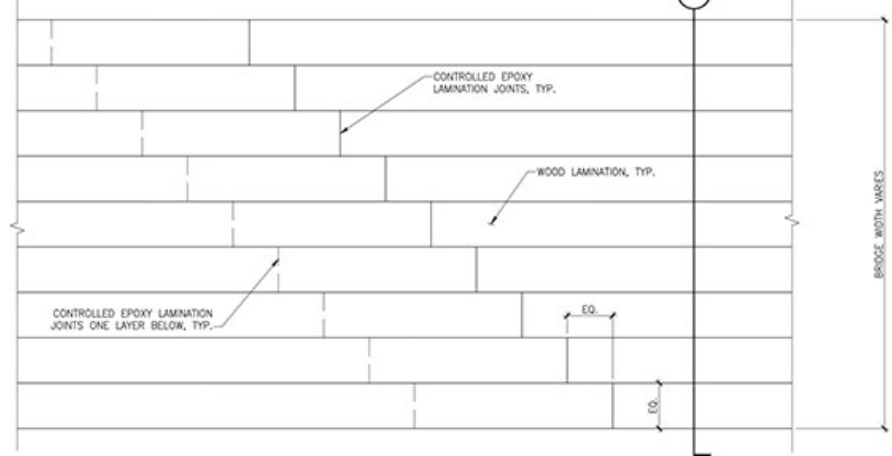 CONTROLLED EPOXY
LAMINATION JOINTS, TYP.
WOOD LAMINATION, TYP.
BRIDGE WIDTH VARIES
CONTROLLED EPOXY LAMINATION
JOINTS ONE LAYER BELOW, TYP.
EQ.
EQ.